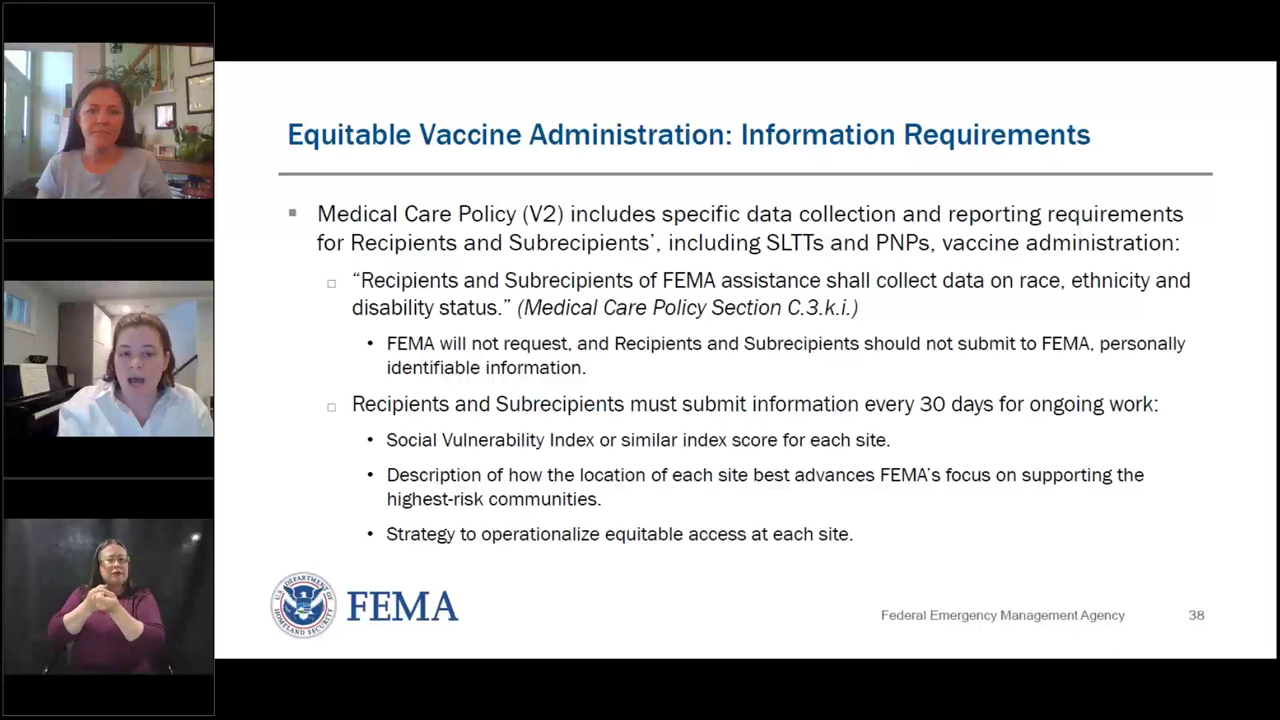 Equitable Vaccine Administration: Information Requirements
Medical Care Policy (V2) includes specific data collection and reporting requirements
for Recipients and Subrecipients’, including SLTTs and PNPs, vaccine administration:
“Recipients and Subrecipients of FEMA assistance shall collect data on race, ethnicity and
disability status.” (Medical Care Policy Section C.3.k.i.)
FEMA will not request, and Recipients and Subrecipients should not submit to FEMA, personally
identifiable information.
Recipients and Subrecipients must submit information every 30 days for ongoing work:
Social Vulnerability Index or similar index score for each site.
Description of how the location of each site best advances FEMA’s focus on supporting the
highest-risk communities.
Strategy to operationalize equitable access at each site.
U.S. DEPARTMENT OF HOMELAND SECURITY
FEMA
Federal Emergency Management Agency 38